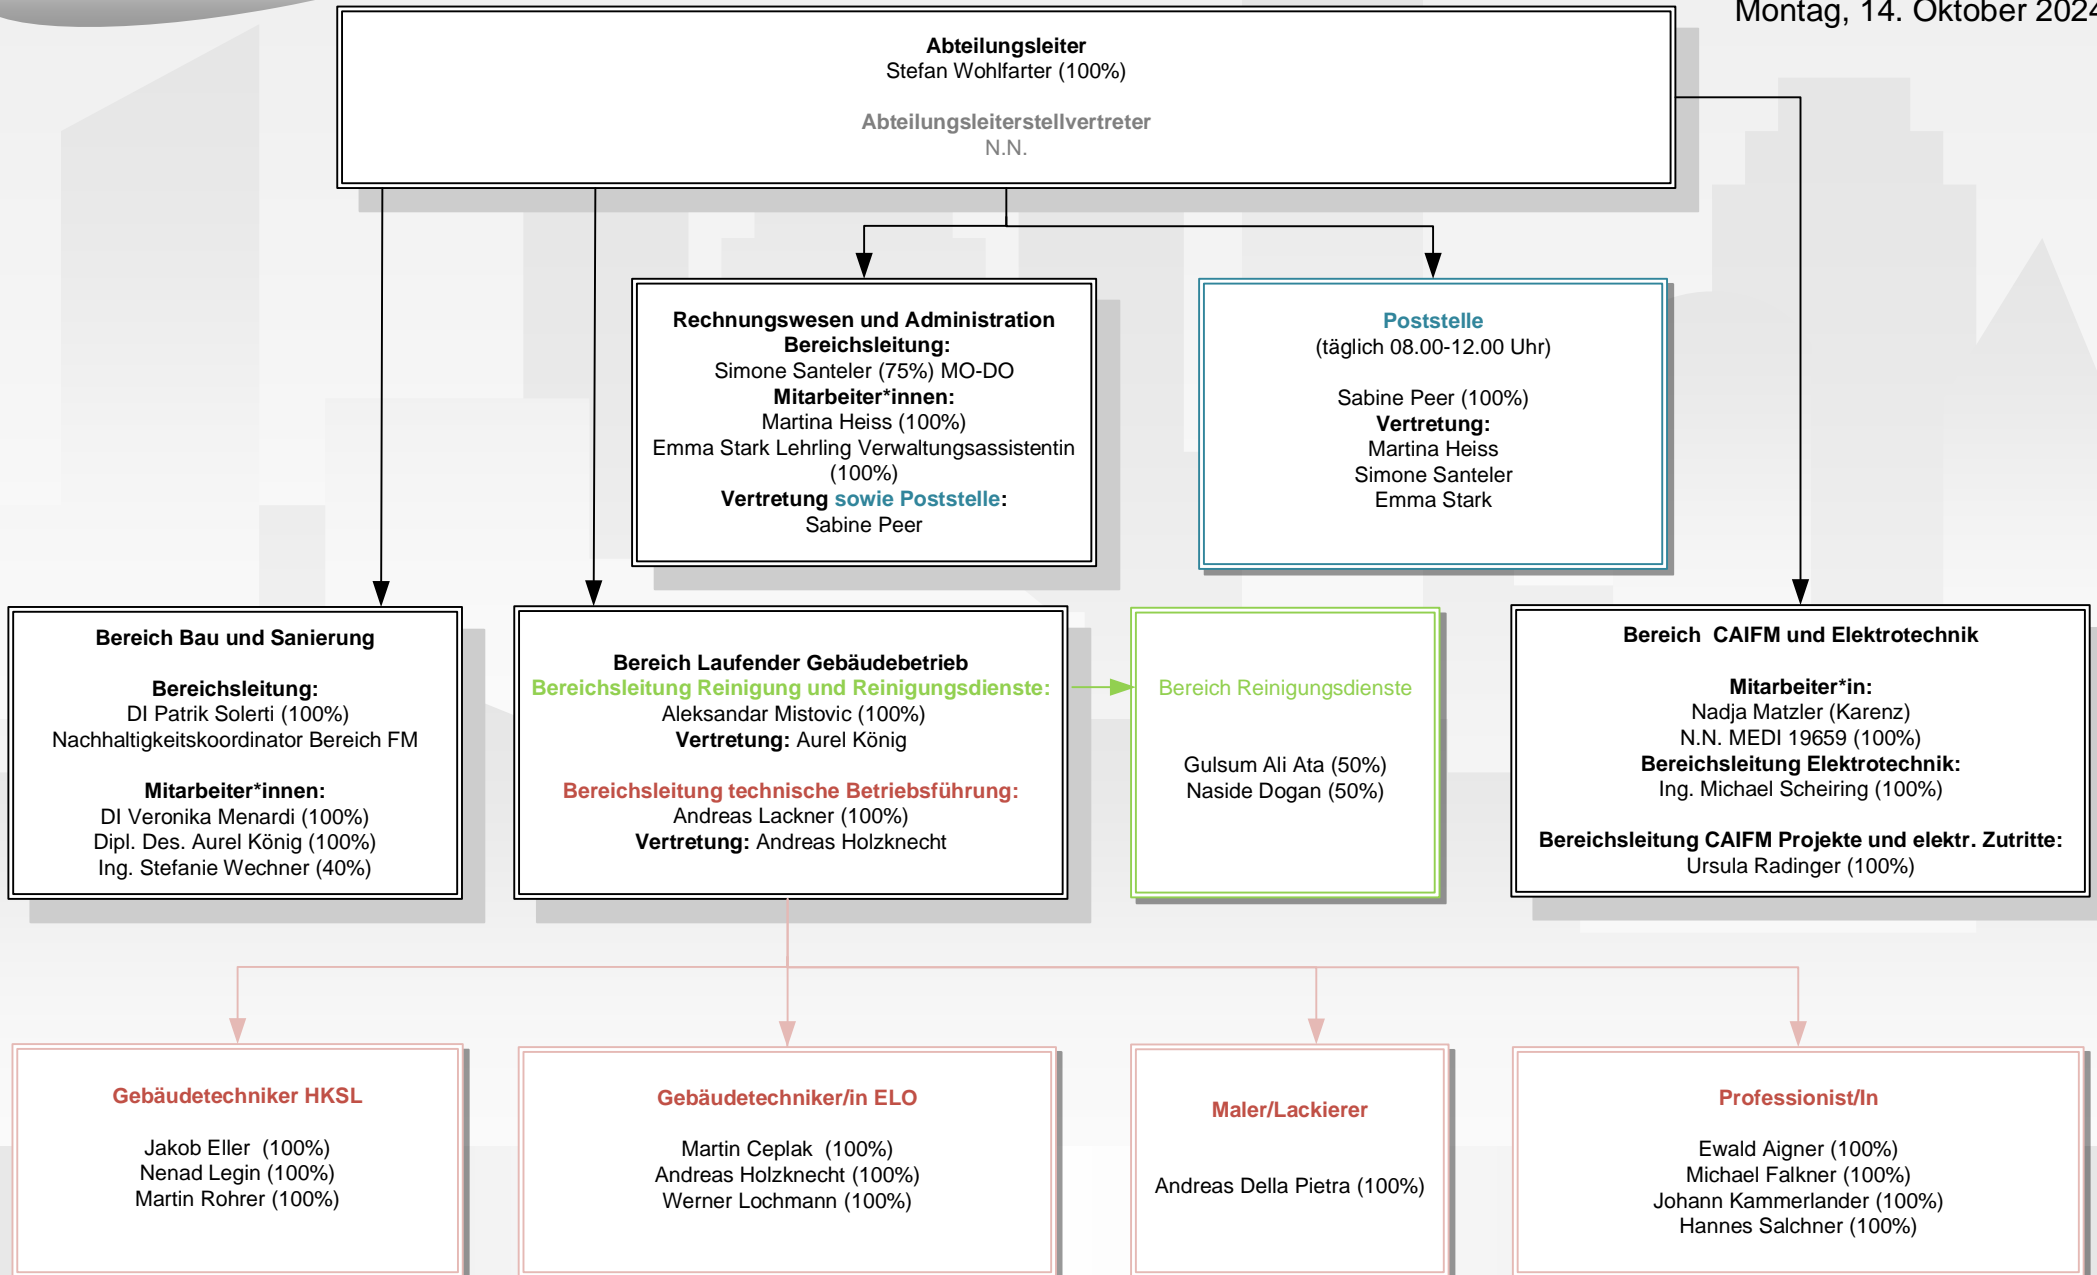 Montag, 14. Oktober 2024
Abteilungsleiter
Stefan Wohlfarter (100%)
Abteilungsleiterstellvertreter
N.N.
Rechnungswesen und Administration
Bereichsleitung:
Simone Santeler (75%) MO-DO
Mitarbeiter*innen:
Martina Heiss (100%)
Emma Stark Lehrling Verwaltungsassistentin
(100%)
Vertretung sowie Poststelle:
Sabine Peer
Poststelle
(täglich 08.00-12.00 Uhr)
Sabine Peer (100%)
Vertretung:
Martina Heiss
Simone Santeler
Emma Stark
Bereich Bau und Sanierung
Bereichsleitung:
DI Patrik Solerti (100%)
Nachhaltigkeitskoordinator Bereich FM
Mitarbeiter*innen:
DI Veronika Menardi (100%)
Dipl. Des. Aurel König (100%)
Ing. Stefanie Wechner (40%)
Bereich Laufender Gebäudebetrieb
Bereichsleitung Reinigung und Reinigungsdienste:
Aleksandar Mistovic (100%)
Vertretung: Aurel König
Bereichsleitung technische Betriebsführung:
Andreas Lackner (100%)
Vertretung: Andreas Holzknecht
Bereich Reinigungsdienste
Gulsum Ali Ata (50%)
Naside Dogan (50%)
Bereich  CAIFM und Elektrotechnik
Mitarbeiter*in:
Nadja Matzler (Karenz)
N.N. MEDI 19659 (100%)
Bereichsleitung Elektrotechnik:
Ing. Michael Scheiring (100%)
Bereichsleitung CAIFM Projekte und elektr. Zutritte:
Ursula Radinger (100%)
Gebäudetechniker HKSL
Jakob Eller  (100%)
Nenad Legin (100%)
Martin Rohrer (100%)
Gebäudetechniker/in ELO
Martin Ceplak  (100%)
Andreas Holzknecht (100%)
Werner Lochmann (100%)
Maler/Lackierer
Andreas Della Pietra (100%)
Professionist/In
Ewald Aigner (100%)
Michael Falkner (100%)
Johann Kammerlander (100%)
Hannes Salchner (100%)